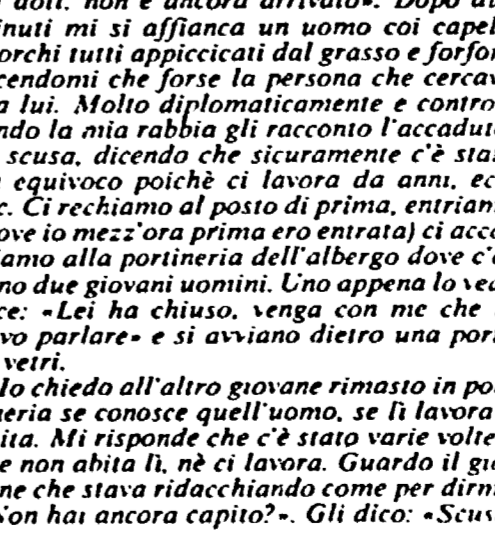 dott. non è ancora arrivato». Dopo
nuti mi si affianca un uomo coi capel
orchi tutti appiccicati dal grasso e forfor
cendomi che forse la persona che cercav
a lui. Molto diplomaticamente e contro
ndo la mia rabbia gli racconto l'accadut
scusa, dicendo che sicuramente c'è sta
equivoco poichè ci lavora da anni, ec
c. Ci rechiamo al posto di prima, entriam
ove io mezz'ora prima ero entrata) ci acc
iamo alla portineria dell'albergo dove c'
no due giovani uomini. Uno appena lo ved
ce: «Lei ha chiuso, venga con me che
vo parlare» e si avviano dietro una por
vetri.
Io chiedo all'altro giovane rimasto in po
neria se conosce quell'uomo, se lì lavora
ita. Mi risponde che c'è stato varie volte
e non abita lì, nè ci lavora. Guardo il gi
ne che stava ridacchiando come per dirm
Non hai ancora capito?». Gli dico: «Scus